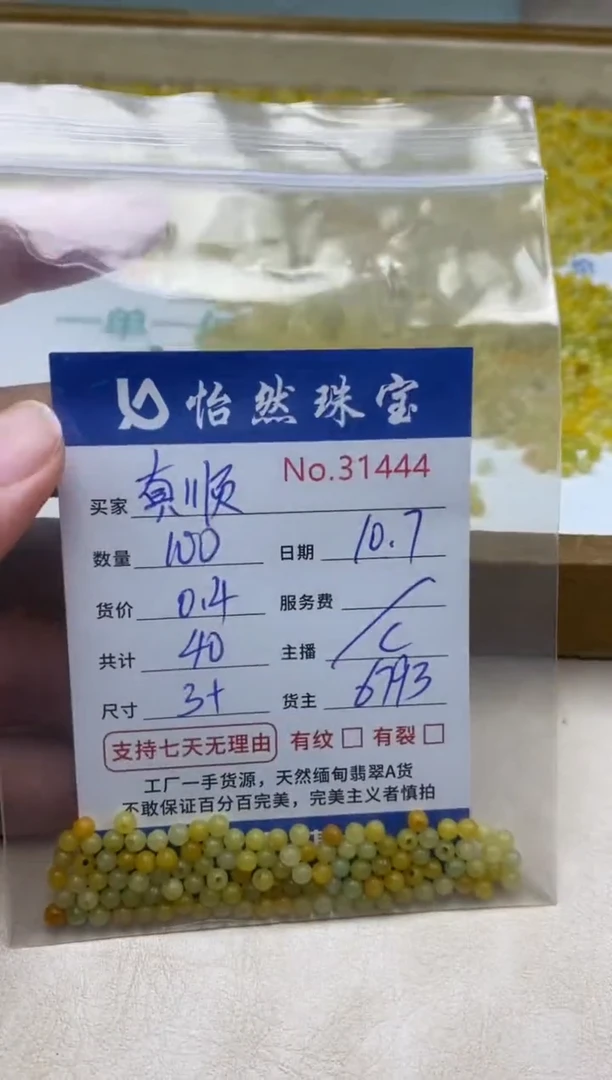 怡然珠宝
No.31444
买家 真顺
数量 100 日期 10.7
货价 0.4 服务费 /
共计 40 主播 C
尺寸 3+ 货主 6793
支持七天无理由 有纹 □ 有裂 □
工厂一手货源，天然缅甸翡翠A货
不敢保证百分百完美，完美主义者慎拍